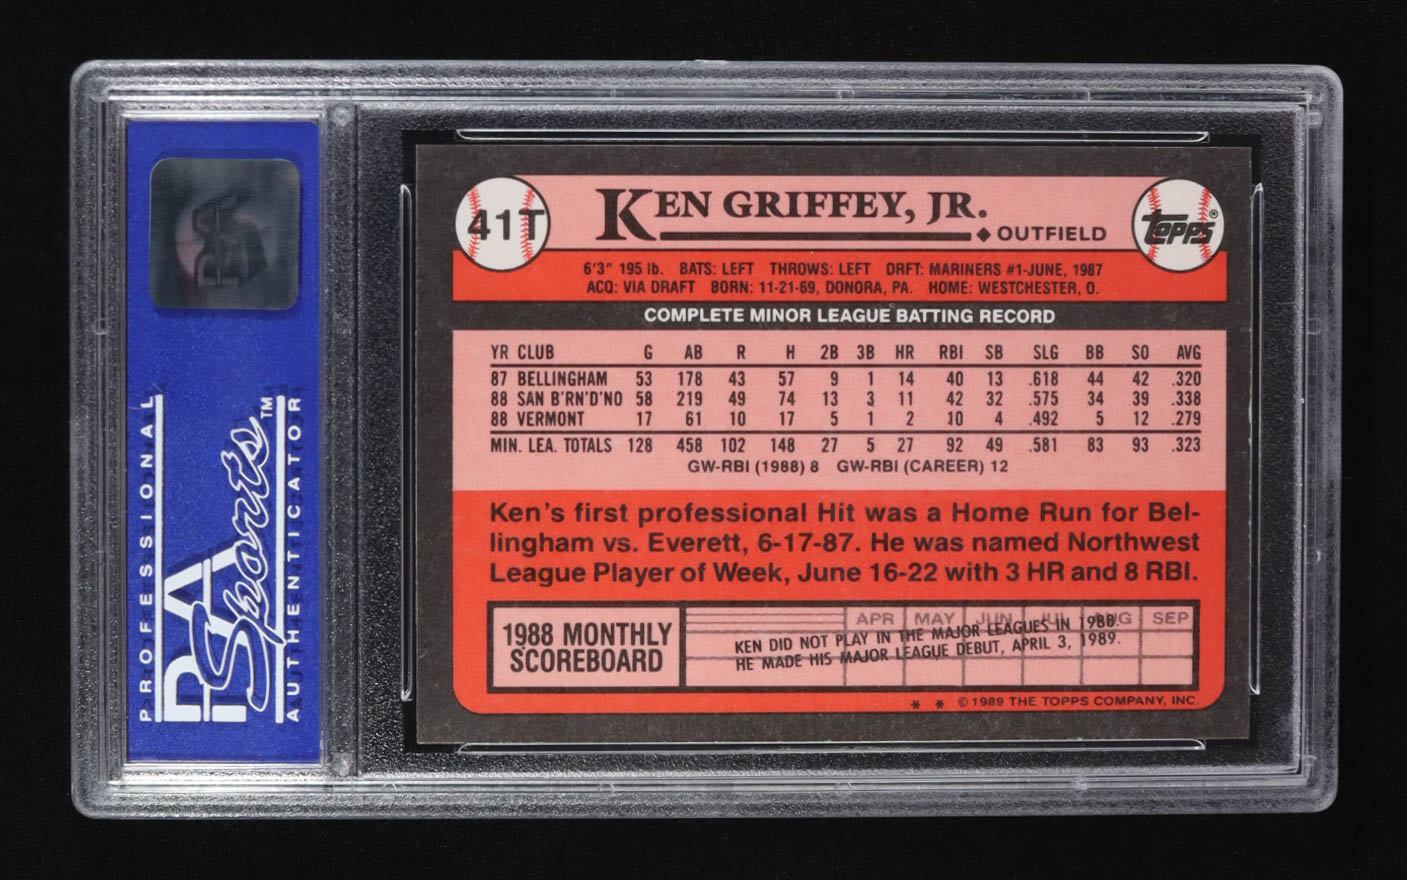 PROFESSIONAL
PSA
Sports™
AUTHENTICATOR
PSA
41T
KEN GRIFFEY, JR.
◆ OUTFIELD
Topps®
6'3" 195 lb. BATS: LEFT THROWS: LEFT DRFT: MARINERS #1-JUNE, 1987
ACQ: VIA DRAFT BORN: 11-21-69, DONORA, PA. HOME: WESTCHESTER, O.
COMPLETE MINOR LEAGUE BATTING RECORD
YR CLUB G AB R H 2B 3B HR RBI SB SLG BB SO AVG
87 BELLINGHAM 53 178 43 57 9 1 14 40 13 .618 44 42 .320
88 SAN B'RN'D'NO 58 219 49 74 13 3 11 42 32 .575 34 39 .338
88 VERMONT 17 61 10 17 5 1 2 10 4 .492 5 12 .279
MIN. LEA. TOTALS 128 458 102 148 27 5 27 92 49 .581 83 93 .323
GW-RBI (1988) 8 GW-RBI (CAREER) 12
Ken's first professional Hit was a Home Run for Bel-
lingham vs. Everett, 6-17-87. He was named Northwest
League Player of Week, June 16-22 with 3 HR and 8 RBI.
1988 MONTHLY
SCOREBOARD
APR MAY JUN JUL AUG SEP
KEN DID NOT PLAY IN THE MAJOR LEAGUES IN 1988.
HE MADE HIS MAJOR LEAGUE DEBUT, APRIL 3, 1989.
* * © 1989 THE TOPPS COMPANY, INC.